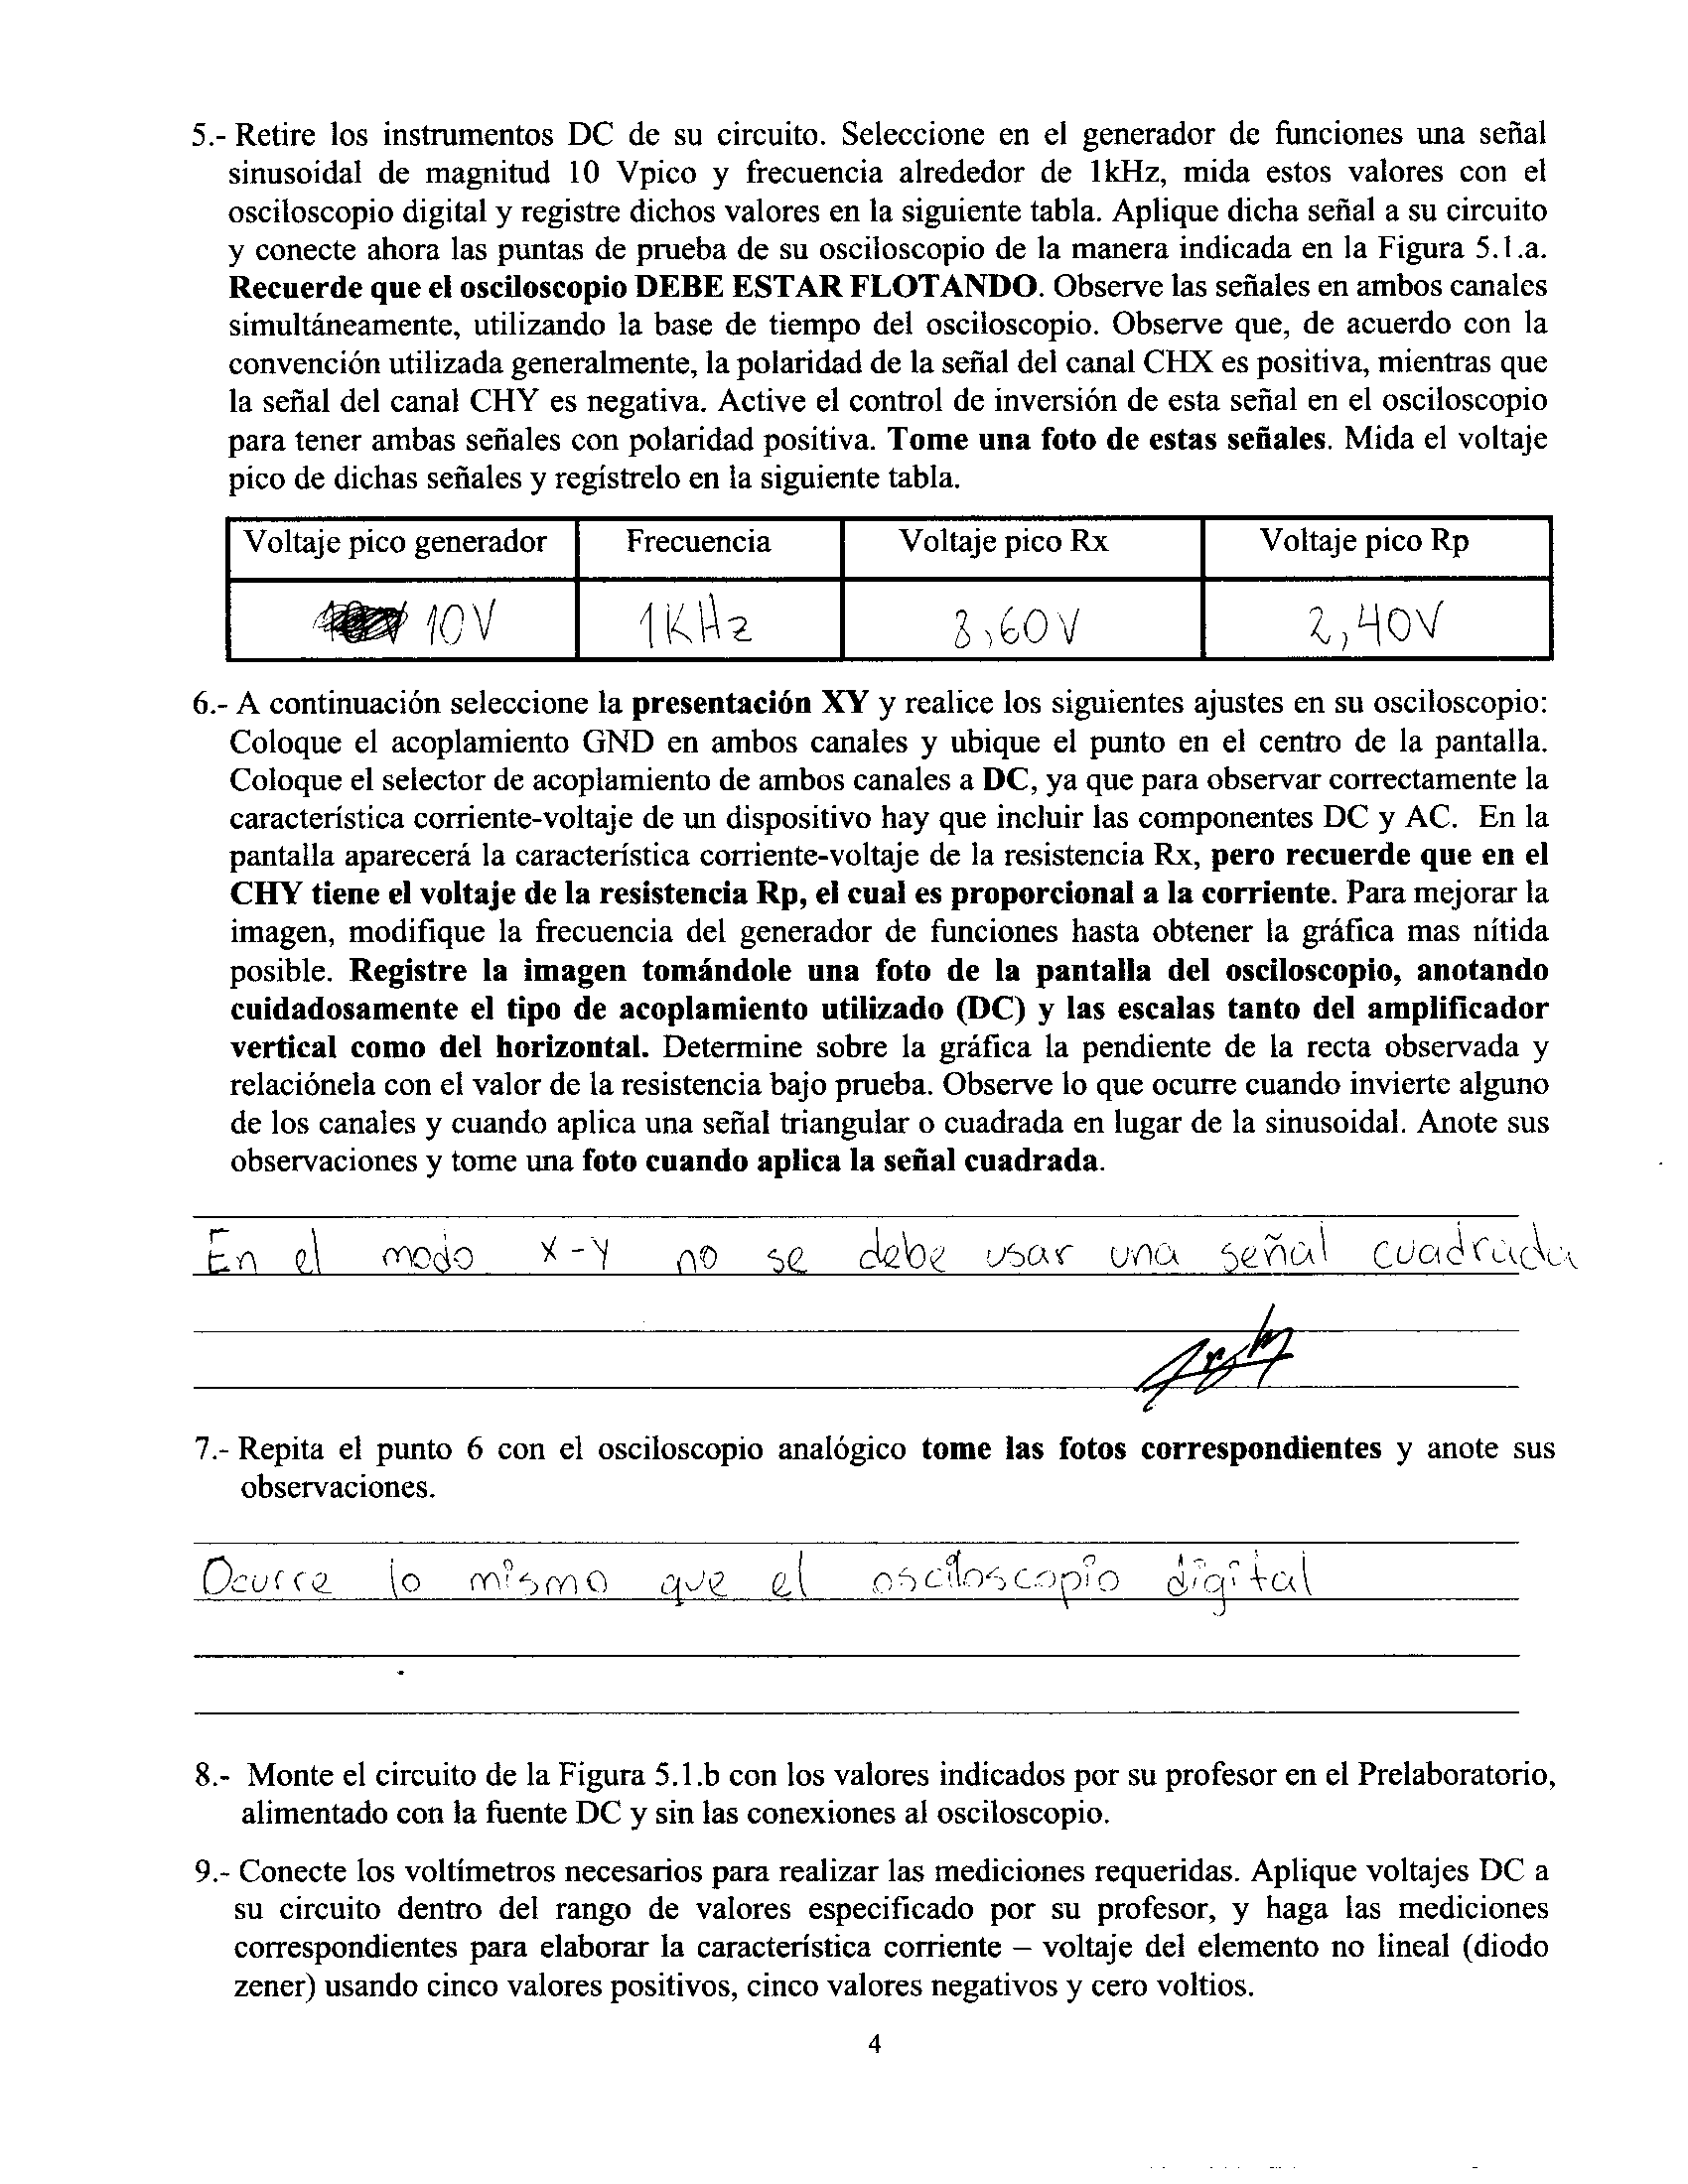 5.- Retire los instrumentos DC de su circuito. Seleccione en el generador de funciones una señal
sinusoidal de magnitud 10 Vpico y frecuencia alrededor de 1kHz, mida estos valores con el
osciloscopio digital y registre dichos valores en la siguiente tabla. Aplique dicha señal a su circuito
y conecte ahora las puntas de prueba de su osciloscopio de la manera indicada en la Figura 5.1.a.
Recuerde que el osciloscopio DEBE ESTAR FLOTANDO. Observe las señales en ambos canales
simultáneamente, utilizando la base de tiempo del osciloscopio. Observe que, de acuerdo con la
convención utilizada generalmente, la polaridad de la señal del canal CHX es positiva, mientras que
la señal del canal CHY es negativa. Active el control de inversión de esta señal en el osciloscopio
para tener ambas señales con polaridad positiva. Tome una foto de estas señales. Mida el voltaje
pico de dichas señales y regístrelo en la siguiente tabla.
Voltaje pico generador Frecuencia Voltaje pico Rx Voltaje pico Rp
10V 1KHz 8,60V 2,40V
6.- A continuación seleccione la presentación XY y realice los siguientes ajustes en su osciloscopio:
Coloque el acoplamiento GND en ambos canales y ubique el punto en el centro de la pantalla.
Coloque el selector de acoplamiento de ambos canales a DC, ya que para observar correctamente la
característica corriente-voltaje de un dispositivo hay que incluir las componentes DC y AC. En la
pantalla aparecerá la característica corriente-voltaje de la resistencia Rx, pero recuerde que en el
CHY tiene el voltaje de la resistencia Rp, el cual es proporcional a la corriente. Para mejorar la
imagen, modifique la frecuencia del generador de funciones hasta obtener la gráfica mas nítida
posible. Registre la imagen tomándole una foto de la pantalla del osciloscopio, anotando
cuidadosamente el tipo de acoplamiento utilizado (DC) y las escalas tanto del amplificador
vertical como del horizontal. Determine sobre la gráfica la pendiente de la recta observada y
relaciónela con el valor de la resistencia bajo prueba. Observe lo que ocurre cuando invierte alguno
de los canales y cuando aplica una señal triangular o cuadrada en lugar de la sinusoidal. Anote sus
observaciones y tome una foto cuando aplica la señal cuadrada.
En el modo X-Y no se debe usar una señal cuadrada
7.- Repita el punto 6 con el osciloscopio analógico tome las fotos correspondientes y anote sus
observaciones.
Ocurre lo mismo que el osciloscopio digital
8.- Monte el circuito de la Figura 5.1.b con los valores indicados por su profesor en el Prelaboratorio,
alimentado con la fuente DC y sin las conexiones al osciloscopio.
9.- Conecte los voltímetros necesarios para realizar las mediciones requeridas. Aplique voltajes DC a
su circuito dentro del rango de valores especificado por su profesor, y haga las mediciones
correspondientes para elaborar la característica corriente – voltaje del elemento no lineal (diodo
zener) usando cinco valores positivos, cinco valores negativos y cero voltios.
4